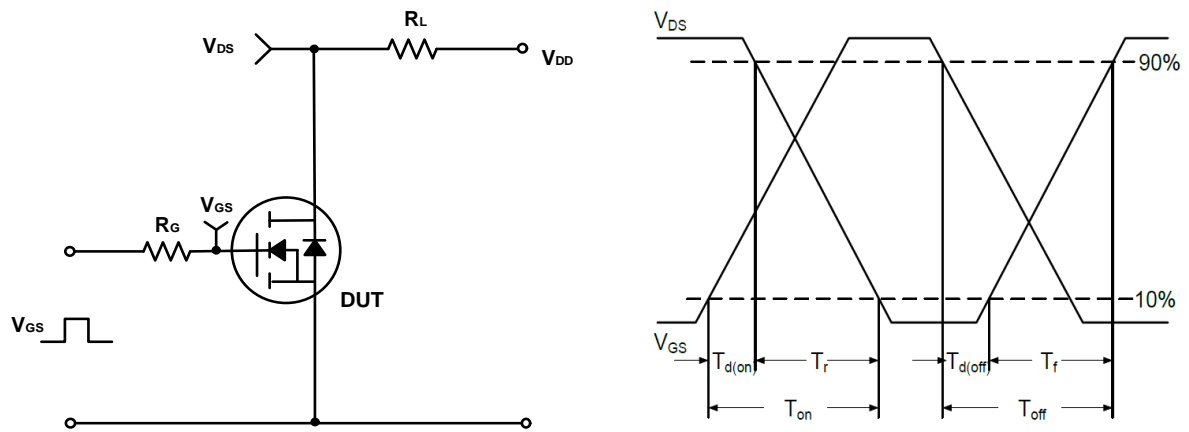 RL
VDS
VDD
VGS
RG
DUT
VGS
VDS
90%
10%
VGS
Td(on)
Tr
Td(off)
Tf
Ton
Toff